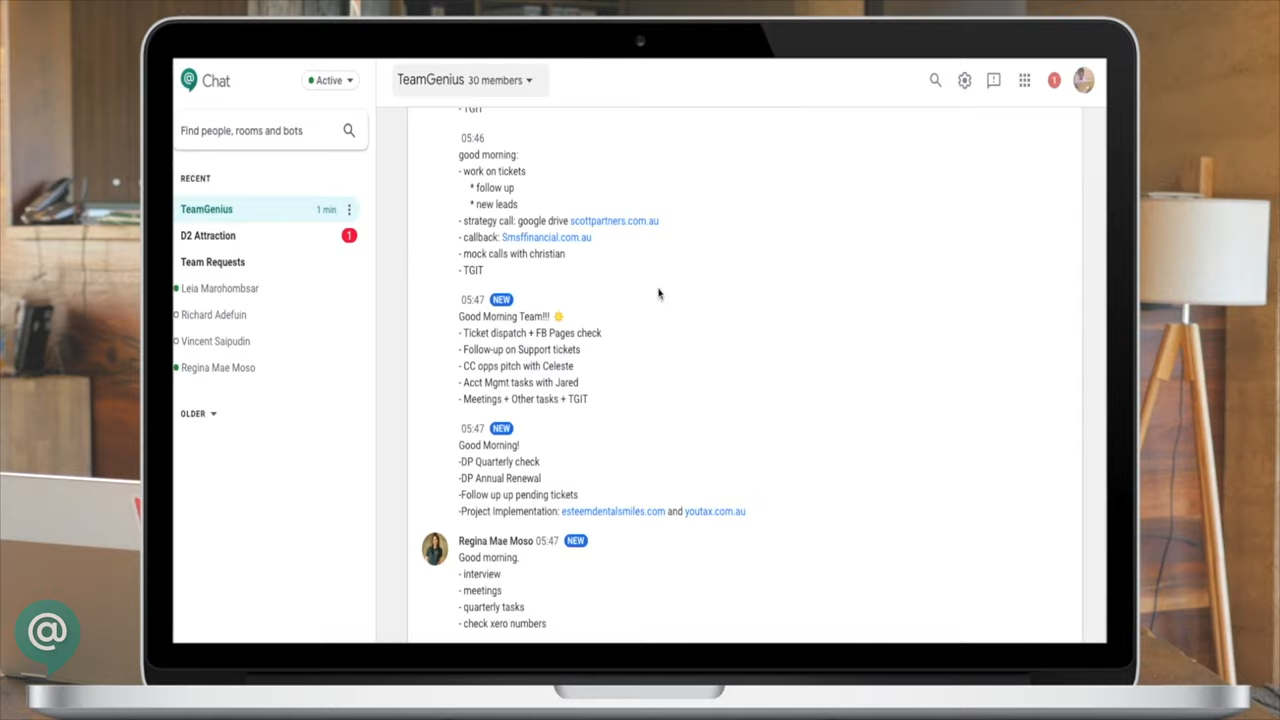 Chat
Active
TeamGenius 30 members
1
Find people, rooms and bots
RECENT
TeamGenius 1 min
D2 Attraction 1
Team Requests
Leia Marohombsar
Richard Adefuin
Vincent Saipudin
Regina Mae Moso
OLDER
- TGIT
05:46
good morning:
- work on tickets
* follow up
* new leads
- strategy call: google drive scottpartners.com.au
- callback: Smsffinancial.com.au
- mock calls with christian
- TGIT
05:47 NEW
Good Morning Team!!! ☀️
- Ticket dispatch + FB Pages check
- Follow-up on Support tickets
- CC opps pitch with Celeste
- Acct Mgmt tasks with Jared
- Meetings + Other tasks + TGIT
05:47 NEW
Good Morning!
-DP Quarterly check
-DP Annual Renewal
-Follow up up pending tickets
-Project Implementation: esteemdentalsmiles.com and youtax.com.au
Regina Mae Moso 05:47 NEW
Good morning.
- interview
- meetings
- quarterly tasks
- check xero numbers
@